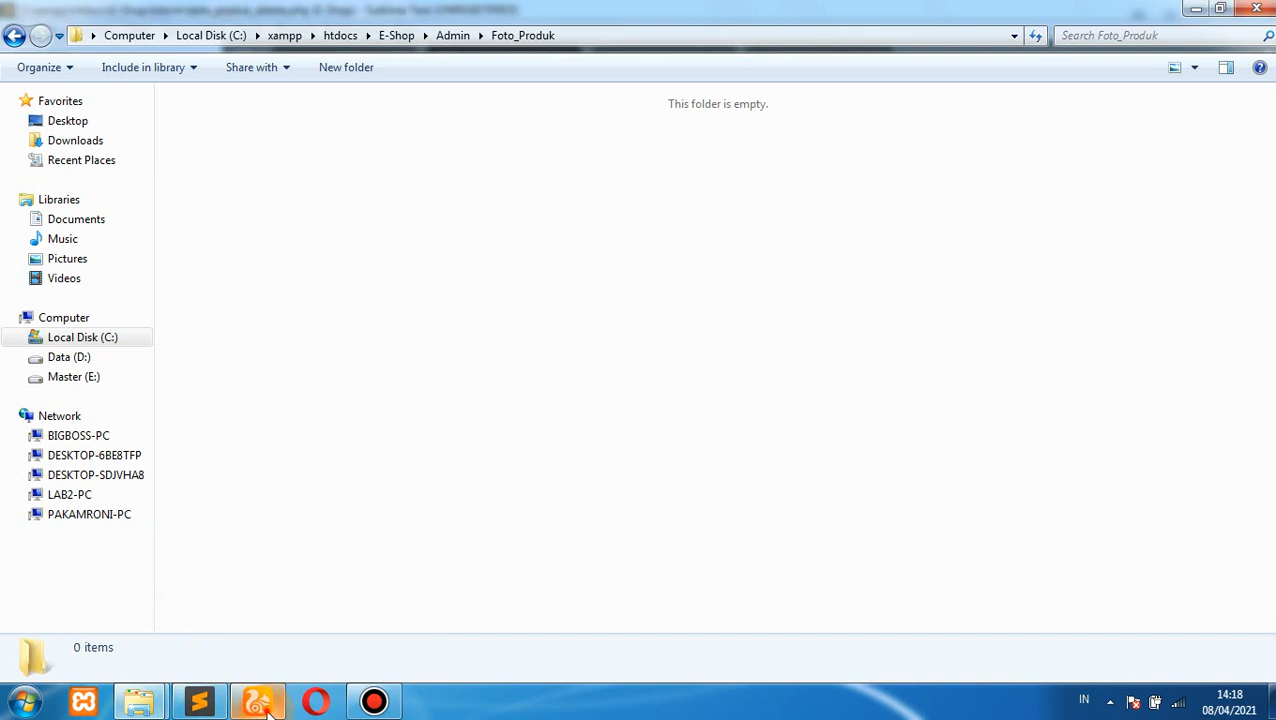 Computer Local Disk (C:) xampp htdocs E-Shop Admin Foto_Produk Search Foto_Produk
Organize Include in library Share with New folder
Favorites
Desktop
Downloads
Recent Places
Libraries
Documents
Music
Pictures
Videos
Computer
Local Disk (C:)
Data (D:)
Master (E:)
Network
BIGBOSS-PC
DESKTOP-6BE8TFP
DESKTOP-SDJVHA8
LAB2-PC
PAKAMRONI-PC
This folder is empty.
0 items
IN 14:18
08/04/2021